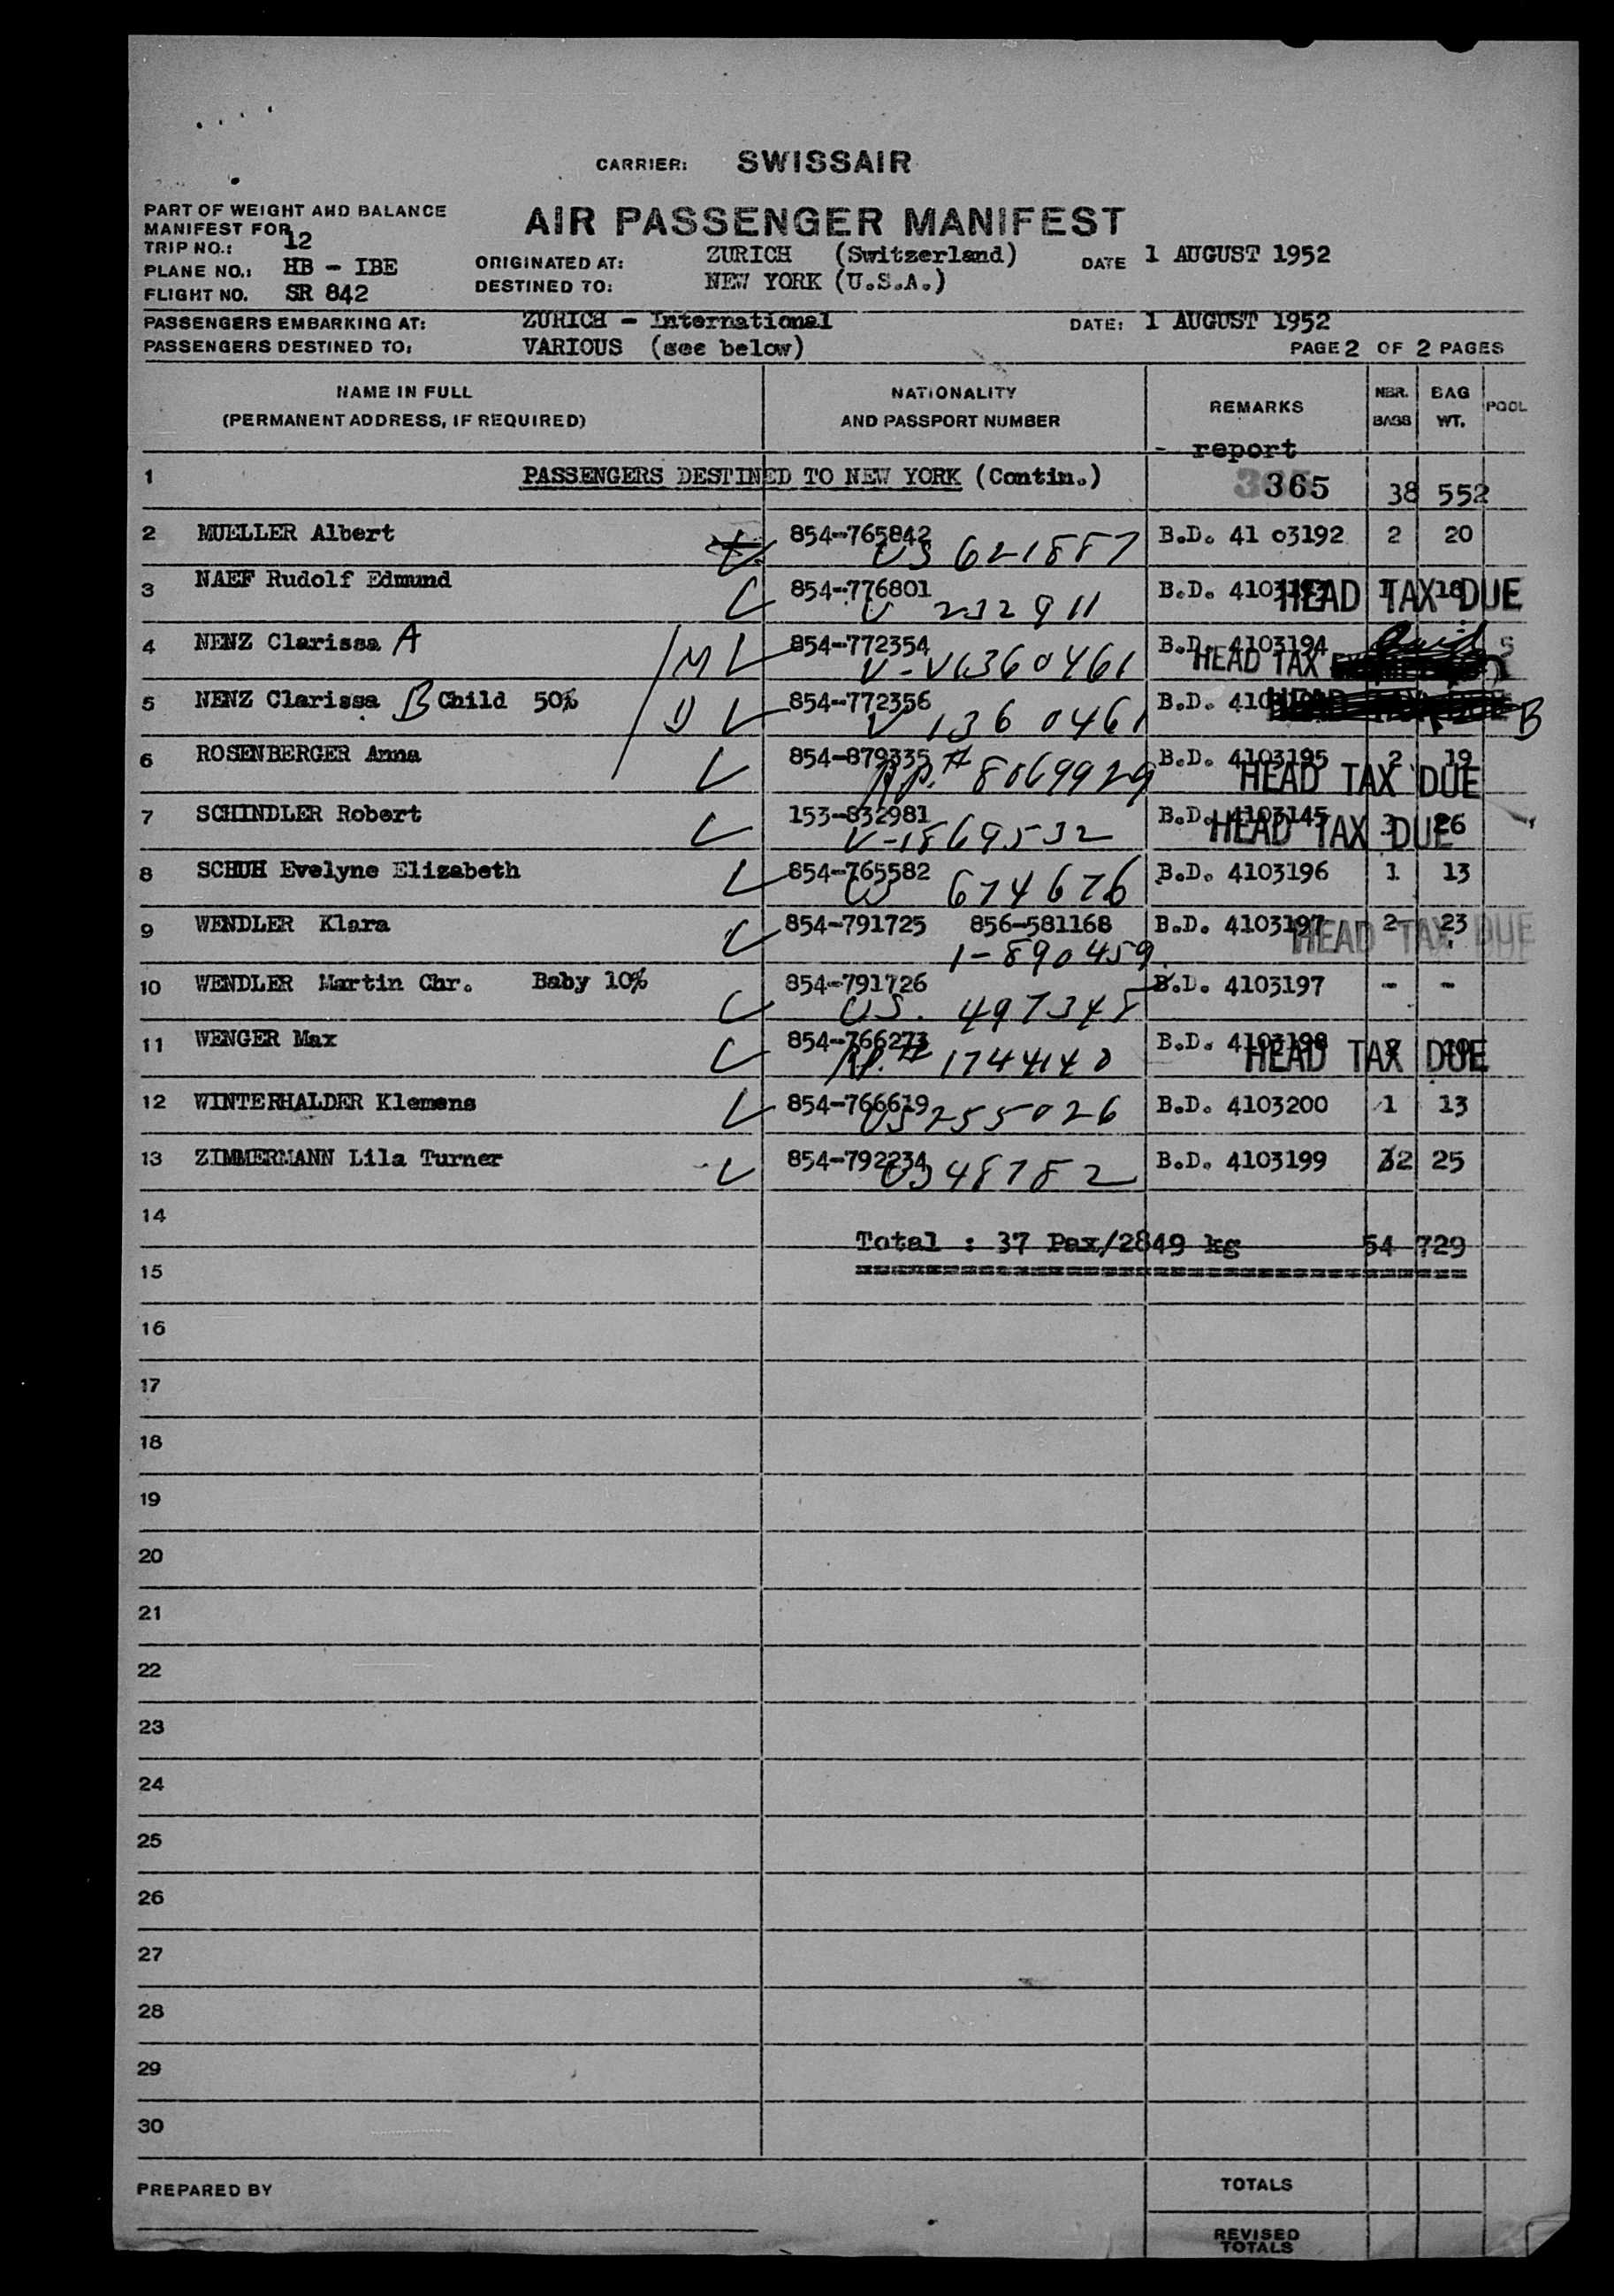 CARRIER: SWISSAIR
PART OF WEIGHT AND BALANCE
MANIFEST FOR
AIR PASSENGER MANIFEST
TRIP NO.: 12
PLANE NO.: HB - IBE
FLIGHT NO. SR 842
ORIGINATED AT: ZURICH (Switzerland) DATE 1 AUGUST 1952
DESTINED TO: NEW YORK (U.S.A.)
PASSENGERS EMBARKING AT: ZURICH - International DATE: 1 AUGUST 1952
PASSENGERS DESTINED TO: VARIOUS (see below) PAGE 2 OF 2 PAGES
NAME IN FULL NATIONALITY REMARKS NBR. BAG POOL
(PERMANENT ADDRESS, IF REQUIRED) AND PASSPORT NUMBER BAGS WT.
- report
1 PASSENGERS DESTINED TO NEW YORK (Contin.) 365 38 552
2 MUELLER Albert 854-765842 US 621887 B.D. 41 03192 2 20
3 NAEF Rudolf Edmund 854-776801 V 232911 B.D. HEAD TAX DUE
4 NENZ Clarissa A M 854-772354 V-V1360461 B.D. 4103194 HEAD TAX
5 NENZ Clarissa B Child 50% D 854-772356 V 1360461 B.D. B
6 ROSENBERGER Anna 854-879335 # 8069929 B.D. 4103195 2 19 HEAD TAX DUE
7 SCHINDLER Robert 153-832981 V-1869532 B.D. 4103145 3 26 HEAD TAX DUE
8 SCHUH Evelyne Elizabeth 854-765582 US 674676 B.D. 4103196 1 13
9 WENDLER Klara 854-791725 856-581168 1-890459 B.D. 4103197 2 23 HEAD TAX DUE
10 WENDLER Martin Chr. Baby 10% 854-791726 US. 497348 B.D. 4103197 - -
11 WENGER Max 854-766273 # 1744140 B.D. 4103198 HEAD TAX DUE
12 WINTERHALDER Klemens 854-766619 US 255026 B.D. 4103200 1 13
13 ZIMMERMANN Lila Turner 854-792234 US 48782 B.D. 4103199 2 25
14
Total : 37 Pax/2849 kg 54 729
15
16
17
18
19
20
21
22
23
24
25
26
27
28
29
30
PREPARED BY TOTALS
REVISED
TOTALS